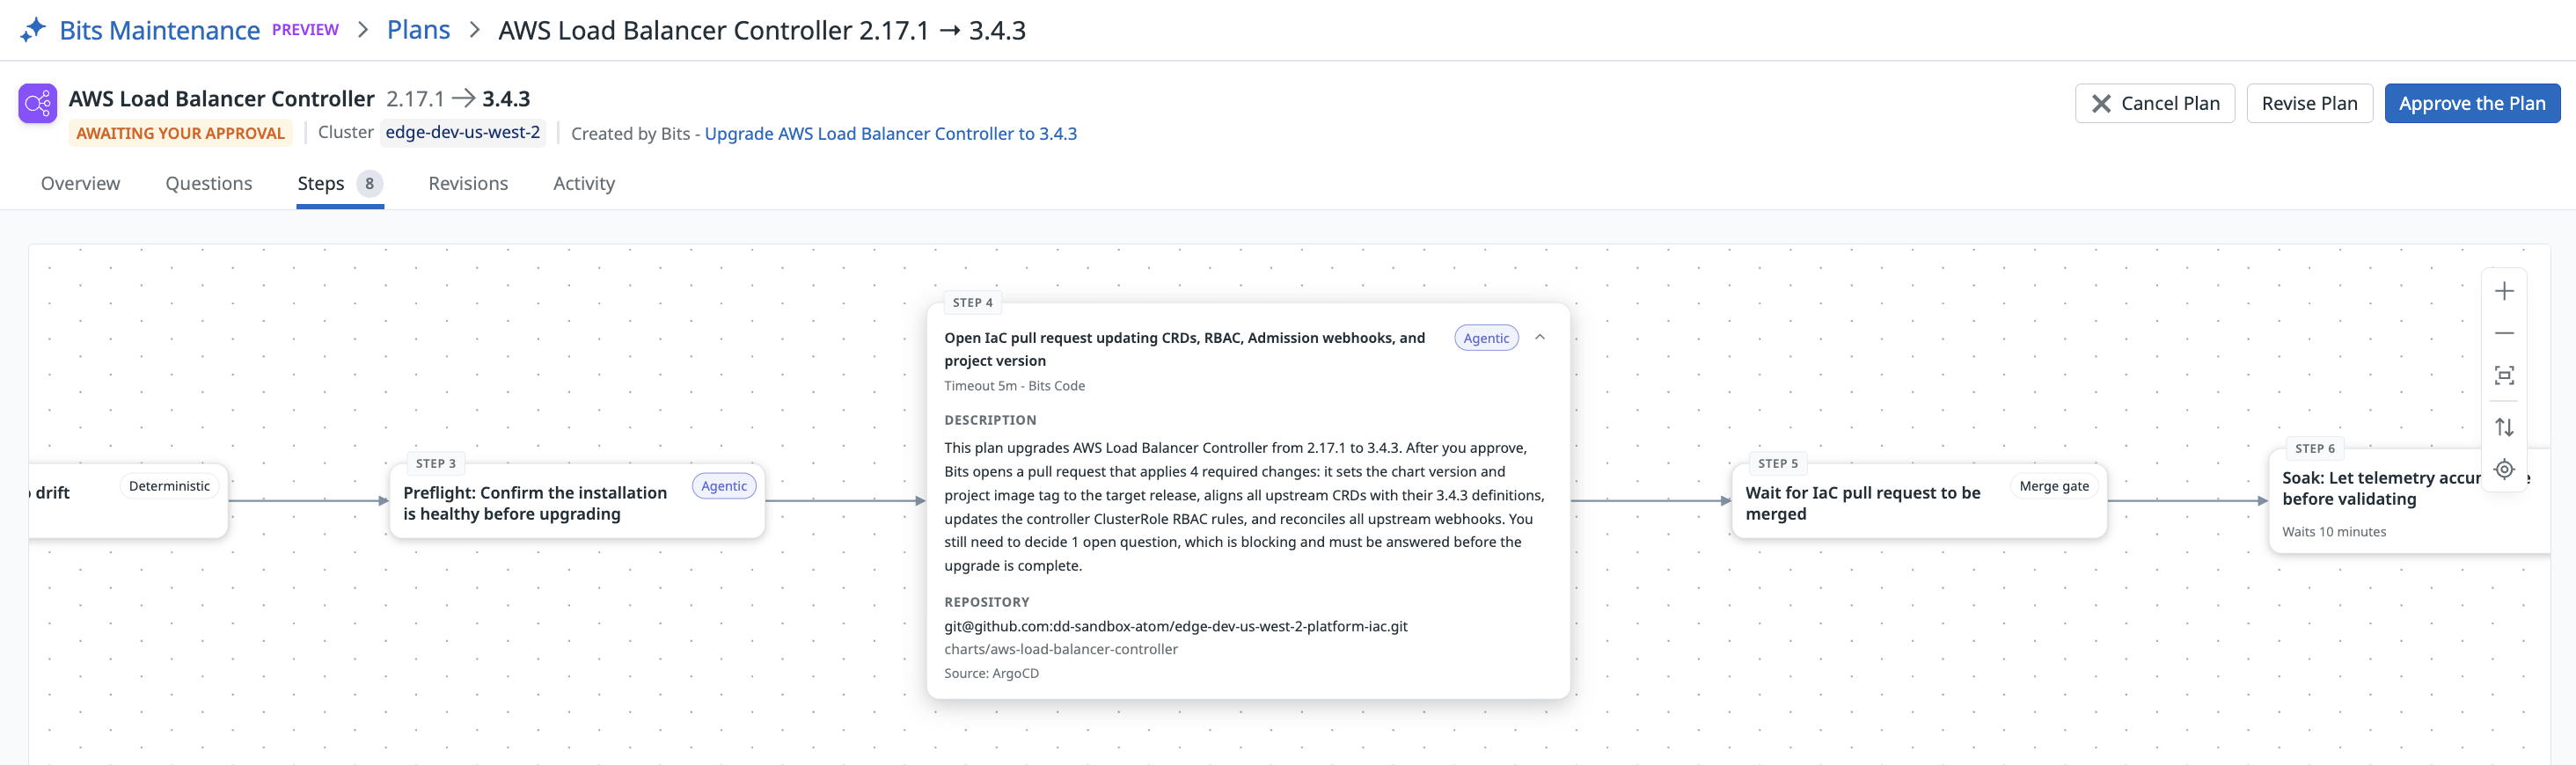 Bits Maintenance PREVIEW > Plans > AWS Load Balancer Controller 2.17.1 → 3.4.3
AWS Load Balancer Controller 2.17.1 → 3.4.3
AWAITING YOUR APPROVAL | Cluster edge-dev-us-west-2 | Created by Bits - Upgrade AWS Load Balancer Controller to 3.4.3
Cancel Plan
Revise Plan
Approve the Plan
Overview Questions Steps 8 Revisions Activity
drift
Deterministic
STEP 3
Preflight: Confirm the installation
is healthy before upgrading
Agentic
STEP 4
Open IaC pull request updating CRDs, RBAC, Admission webhooks, and
project version
Agentic
Timeout 5m - Bits Code
DESCRIPTION
This plan upgrades AWS Load Balancer Controller from 2.17.1 to 3.4.3. After you approve,
Bits opens a pull request that applies 4 required changes: it sets the chart version and
project image tag to the target release, aligns all upstream CRDs with their 3.4.3 definitions,
updates the controller ClusterRole RBAC rules, and reconciles all upstream webhooks. You
still need to decide 1 open question, which is blocking and must be answered before the
upgrade is complete.
REPOSITORY
git@github.com:dd-sandbox-atom/edge-dev-us-west-2-platform-iac.git
charts/aws-load-balancer-controller
Source: ArgoCD
STEP 5
Wait for IaC pull request to be
merged
Merge gate
STEP 6
Soak: Let telemetry
before validating
Waits 10 minutes